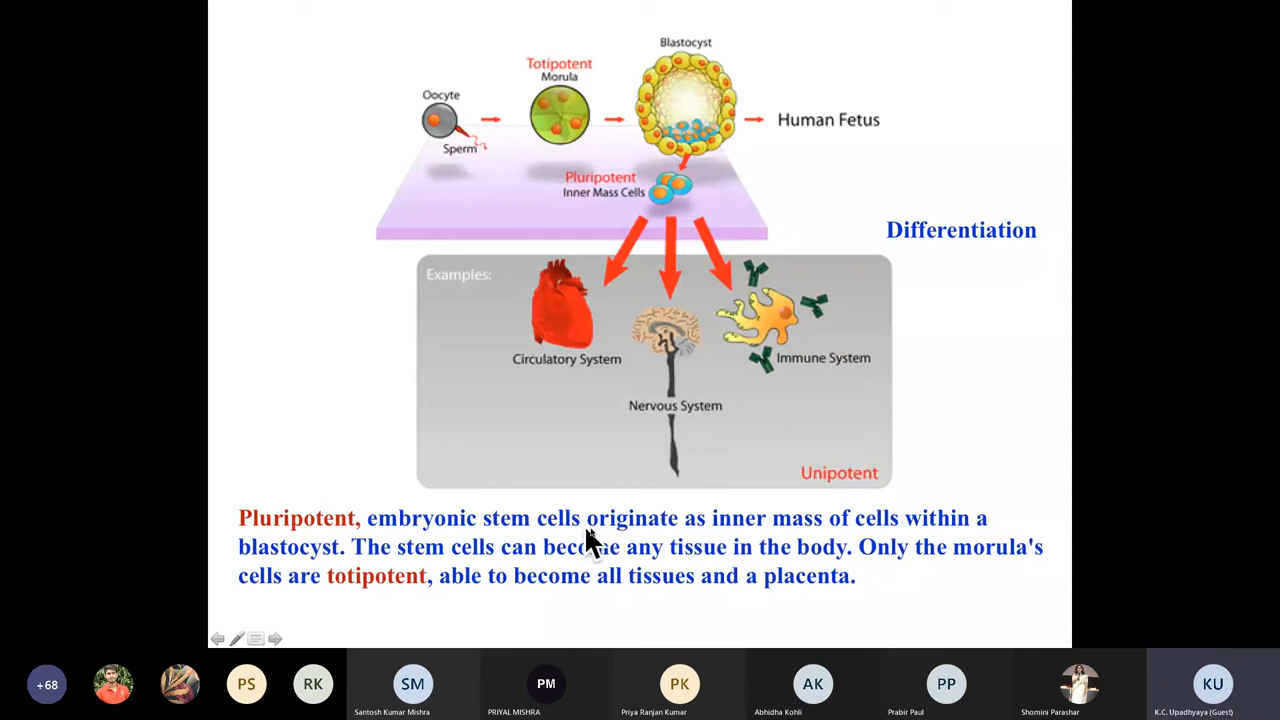 Blastocyst
Totipotent
Morula
Oocyte
Human Fetus
Sperm
Pluripotent
Inner Mass Cells
Differentiation
Examples:
Circulatory System
Immune System
Nervous System
Unipotent
Pluripotent, embryonic stem cells originate as inner mass of cells within a
blastocyst. The stem cells can become any tissue in the body. Only the morula's
cells are totipotent, able to become all tissues and a placenta.
+68
PS
RK
SM
PM
PK
AK
PP
KU
Santosh Kumar Mishra
PRIYAL MISHRA
Priya Ranjan Kumar
Abhidha Kohli
Prabir Paul
Shomini Parashar
K.C. Upadhyaya (Guest)